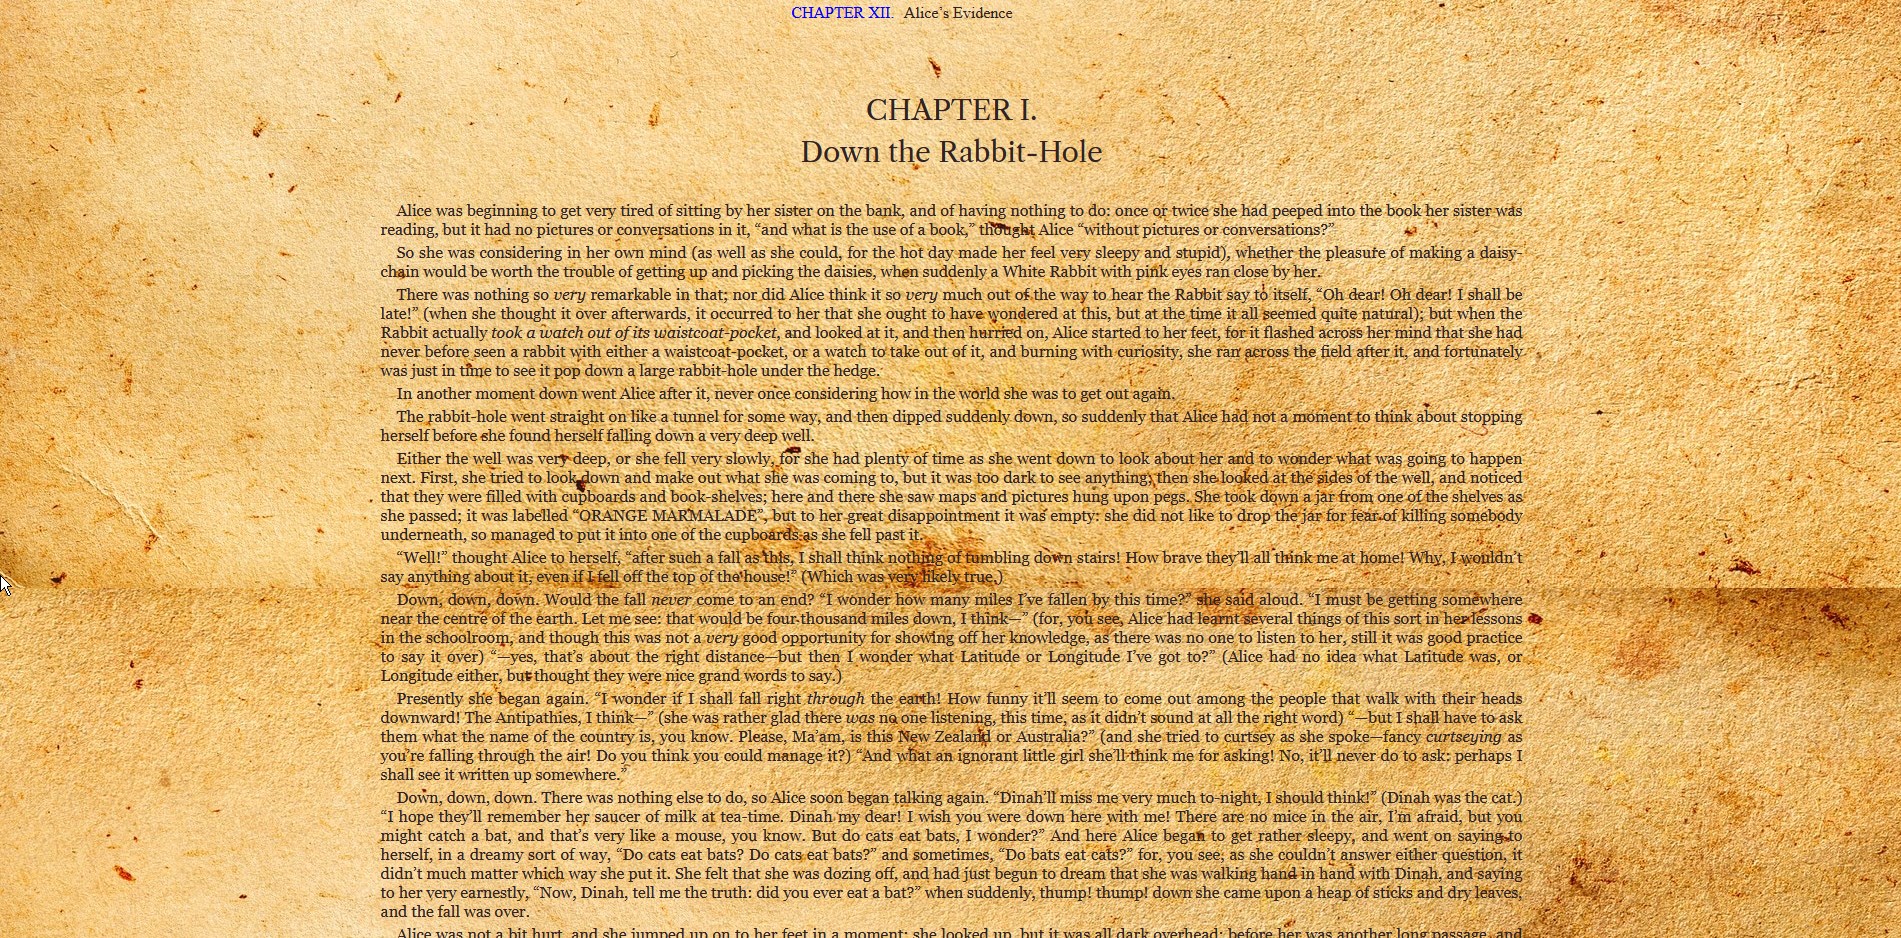 CHAPTER XII. Alice’s Evidence
CHAPTER I.
Down the Rabbit-Hole
Alice was beginning to get very tired of sitting by her sister on the bank, and of having nothing to do: once or twice she had peeped into the book her sister was
reading, but it had no pictures or conversations in it, “and what is the use of a book,” thought Alice “without pictures or conversations?”
So she was considering in her own mind (as well as she could, for the hot day made her feel very sleepy and stupid), whether the pleasure of making a daisy-
chain would be worth the trouble of getting up and picking the daisies, when suddenly a White Rabbit with pink eyes ran close by her.
There was nothing so very remarkable in that; nor did Alice think it so very much out of the way to hear the Rabbit say to itself, “Oh dear! Oh dear! I shall be
late!” (when she thought it over afterwards, it occurred to her that she ought to have wondered at this, but at the time it all seemed quite natural); but when the
Rabbit actually took a watch out of its waistcoat-pocket, and looked at it, and then hurried on, Alice started to her feet, for it flashed across her mind that she had
never before seen a rabbit with either a waistcoat-pocket, or a watch to take out of it, and burning with curiosity, she ran across the field after it, and fortunately
was just in time to see it pop down a large rabbit-hole under the hedge.
In another moment down went Alice after it, never once considering how in the world she was to get out again.
The rabbit-hole went straight on like a tunnel for some way, and then dipped suddenly down, so suddenly that Alice had not a moment to think about stopping
herself before she found herself falling down a very deep well.
Either the well was very deep, or she fell very slowly, for she had plenty of time as she went down to look about her and to wonder what was going to happen
next. First, she tried to look down and make out what she was coming to, but it was too dark to see anything; then she looked at the sides of the well, and noticed
that they were filled with cupboards and book-shelves; here and there she saw maps and pictures hung upon pegs. She took down a jar from one of the shelves as
she passed; it was labelled “ORANGE MARMALADE”, but to her great disappointment it was empty: she did not like to drop the jar for fear of killing somebody
underneath, so managed to put it into one of the cupboards as she fell past it.
“Well!” thought Alice to herself, “after such a fall as this, I shall think nothing of tumbling down stairs! How brave they’ll all think me at home! Why, I wouldn’t
say anything about it, even if I fell off the top of the house!” (Which was very likely true.)
Down, down, down. Would the fall never come to an end? “I wonder how many miles I’ve fallen by this time?” she said aloud. “I must be getting somewhere
near the centre of the earth. Let me see: that would be four thousand miles down, I think—” (for, you see, Alice had learnt several things of this sort in her lessons
in the schoolroom, and though this was not a very good opportunity for showing off her knowledge, as there was no one to listen to her, still it was good practice
to say it over) “—yes, that’s about the right distance—but then I wonder what Latitude or Longitude I’ve got to?” (Alice had no idea what Latitude was, or
Longitude either, but thought they were nice grand words to say.)
Presently she began again. “I wonder if I shall fall right through the earth! How funny it’ll seem to come out among the people that walk with their heads
downward! The Antipathies, I think—” (she was rather glad there was no one listening, this time, as it didn’t sound at all the right word) “—but I shall have to ask
them what the name of the country is, you know. Please, Ma’am, is this New Zealand or Australia?” (and she tried to curtsey as she spoke—fancy curtseying as
you’re falling through the air! Do you think you could manage it?) “And what an ignorant little girl she’ll think me for asking! No, it’ll never do to ask: perhaps I
shall see it written up somewhere.”
Down, down, down. There was nothing else to do, so Alice soon began talking again. “Dinah’ll miss me very much to-night, I should think!” (Dinah was the cat.)
“I hope they’ll remember her saucer of milk at tea-time. Dinah my dear! I wish you were down here with me! There are no mice in the air, I’m afraid, but you
might catch a bat, and that’s very like a mouse, you know. But do cats eat bats, I wonder?” And here Alice began to get rather sleepy, and went on saying to
herself, in a dreamy sort of way, “Do cats eat bats? Do cats eat bats?” and sometimes, “Do bats eat cats?” for, you see, as she couldn’t answer either question, it
didn’t much matter which way she put it. She felt that she was dozing off, and had just begun to dream that she was walking hand in hand with Dinah, and saying
to her very earnestly, “Now, Dinah, tell me the truth: did you ever eat a bat?” when suddenly, thump! thump! down she came upon a heap of sticks and dry leaves,
and the fall was over.
Alice was not a bit hurt, and she jumped up on to her feet in a moment: she looked up, but it was all dark overhead; before her was another long passage, and